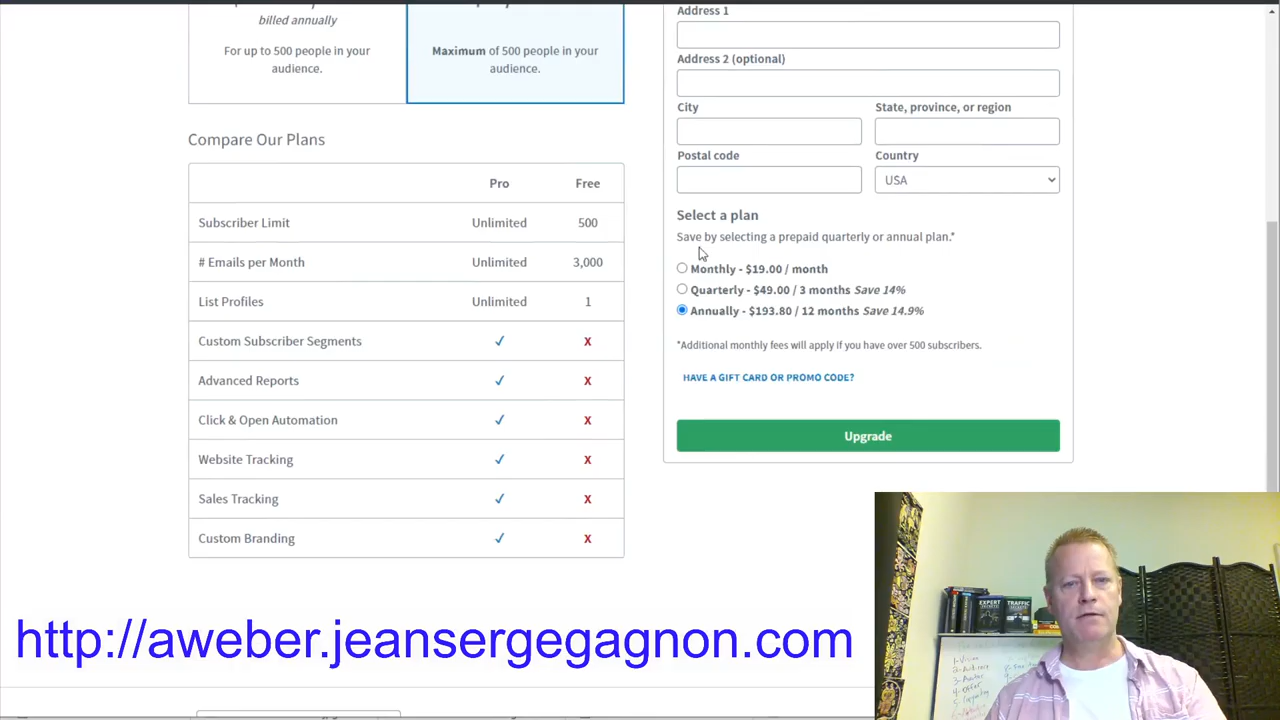 billed annually
For up to 500 people in your
audience.
Maximum of 500 people in your
audience.
Compare Our Plans
Pro Free
Subscriber Limit Unlimited 500
# Emails per Month Unlimited 3,000
List Profiles Unlimited 1
Custom Subscriber Segments ✓ X
Advanced Reports ✓ X
Click & Open Automation ✓ X
Website Tracking ✓ X
Sales Tracking ✓ X
Custom Branding ✓ X
Address 1
Address 2 (optional)
City State, province, or region
Postal code Country
USA
Select a plan
Save by selecting a prepaid quarterly or annual plan.*
Monthly - $19.00 / month
Quarterly - $49.00 / 3 months Save 14%
Annually - $193.80 / 12 months Save 14.9%
*Additional monthly fees will apply if you have over 500 subscribers.
HAVE A GIFT CARD OR PROMO CODE?
Upgrade
http://aweber.jeansergegagnon.com
EXPERT
SECRETS
TRAFFIC
SECRETS
1-Vision